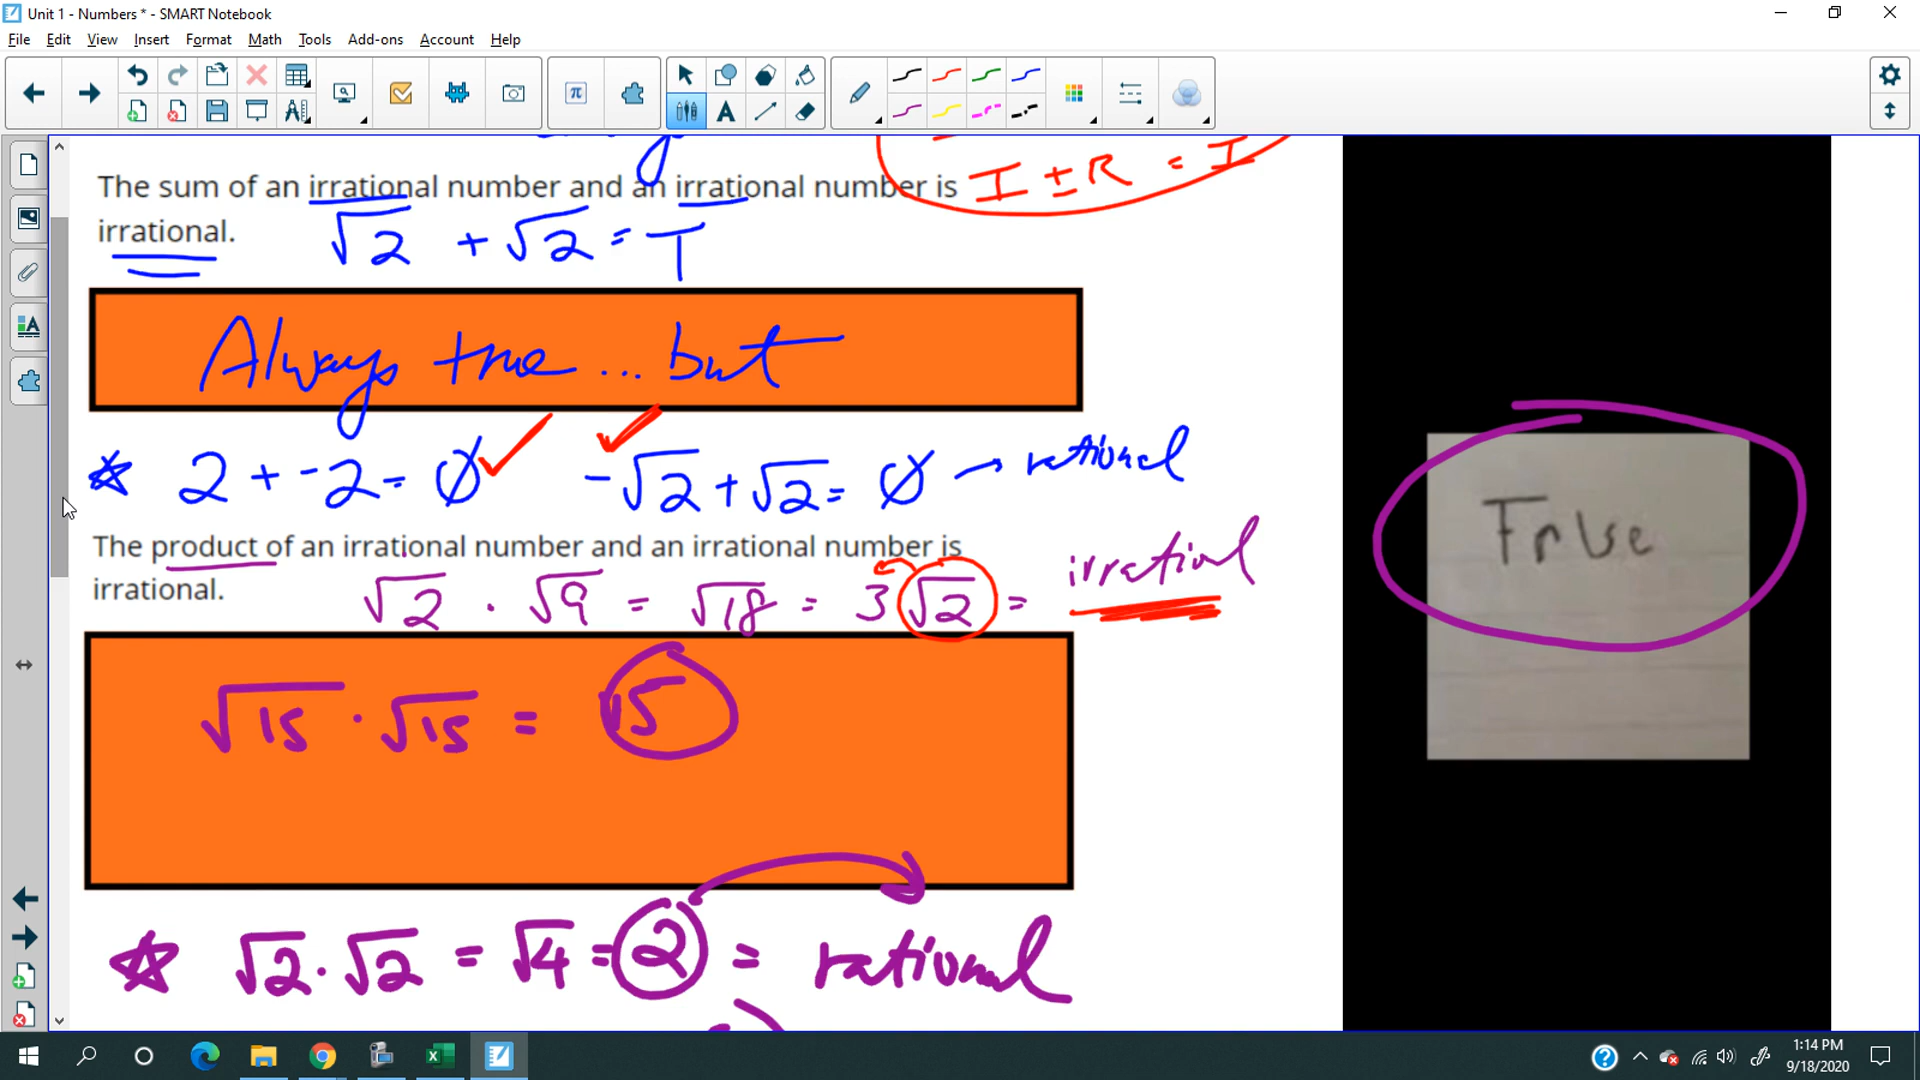 Unit 1 - Numbers * - SMART Notebook
File Edit View Insert Format Math Tools Add-ons Account Help
I ± R = I
The sum of an irrational number and an irrational number is
irrational.
√2 + √2 = I
Always true ... but
2 + -2 = Ø
-√2 + √2 = Ø → rational
The product of an irrational number and an irrational number is
irrational.
√2 · √9 = √18 = 3√2 = irrational
√15 · √15 = 15
√2 · √2 = √4 = 2 = rational
False
1:14 PM
9/18/2020